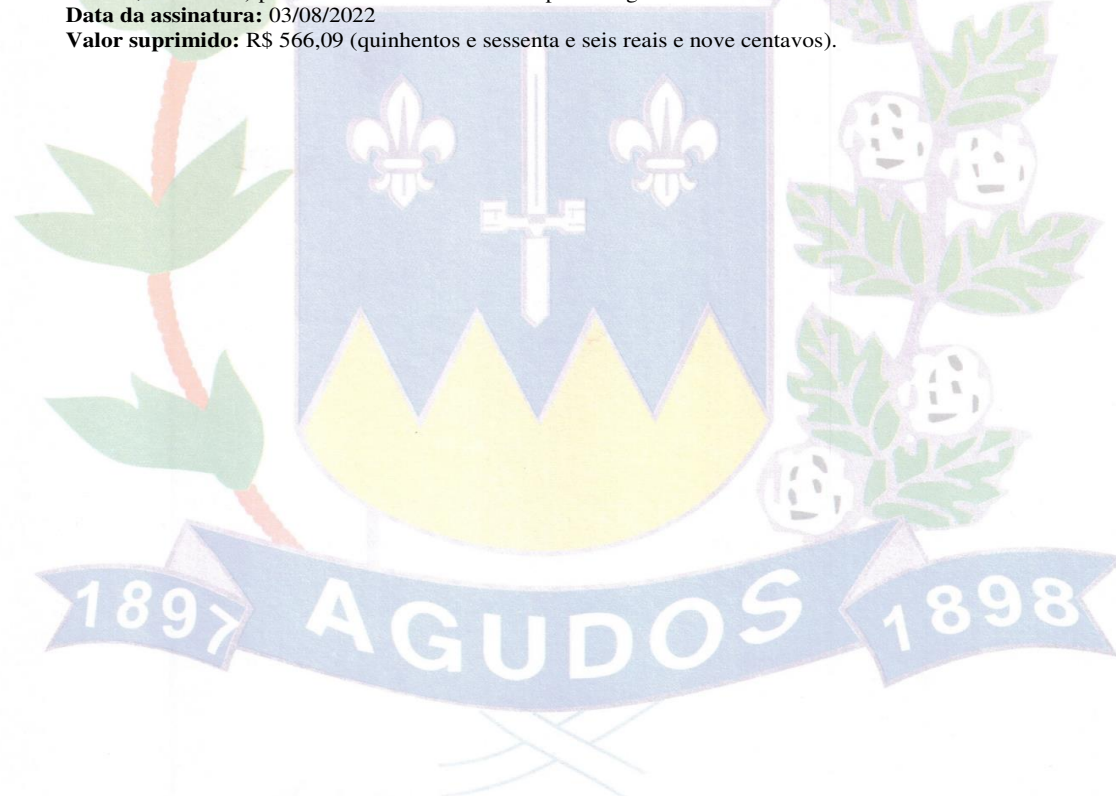 Data da assinatura: 03/08/2022
Valor suprimido: R$ 566,09 (quinhentos e sessenta e seis reais e nove centavos).
1897 AGUDOS 1898